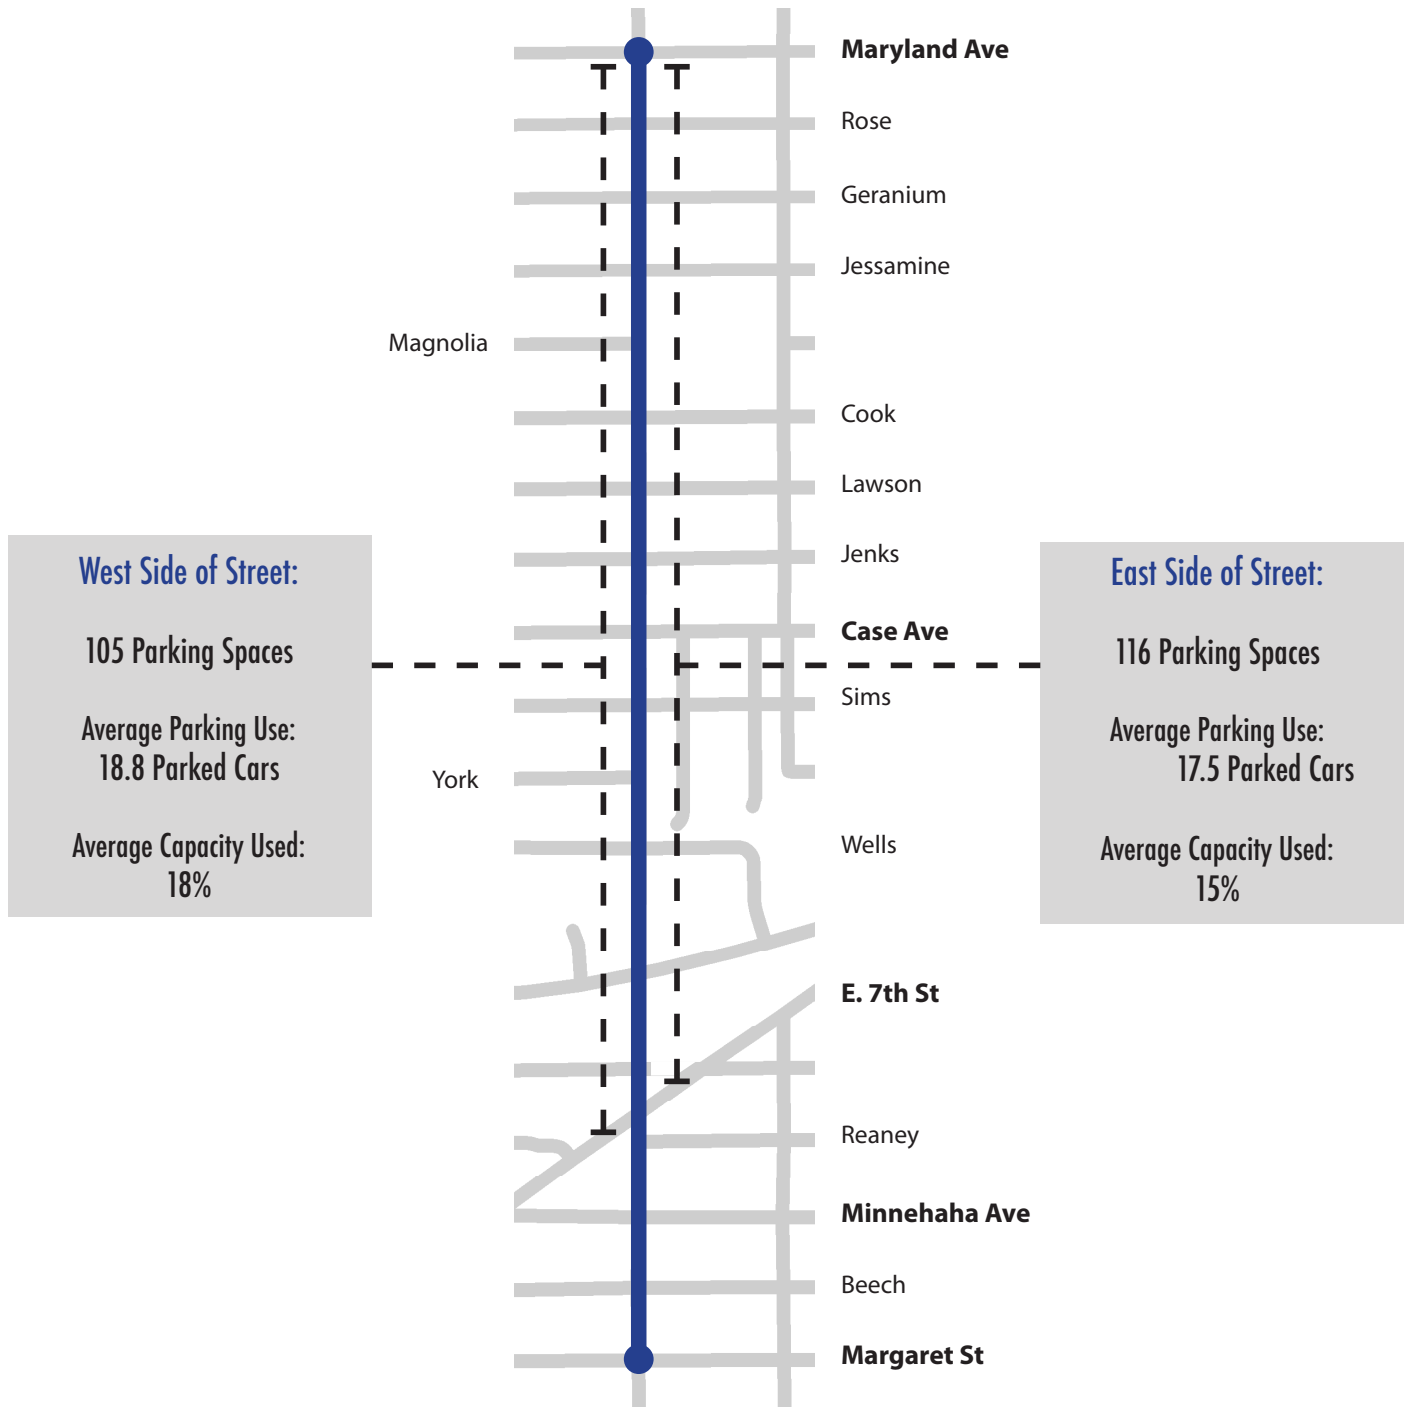 Maryland Ave
Rose
Geranium
Jessamine
Magnolia
Cook
Lawson
Jenks
Case Ave
Sims
York
Wells
E. 7th St
Reaney
Minnehaha Ave
Beech
Margaret St
West Side of Street:
105 Parking Spaces
Average Parking Use:
18.8 Parked Cars
Average Capacity Used:
18%
East Side of Street:
116 Parking Spaces
Average Parking Use:
17.5 Parked Cars
Average Capacity Used:
15%